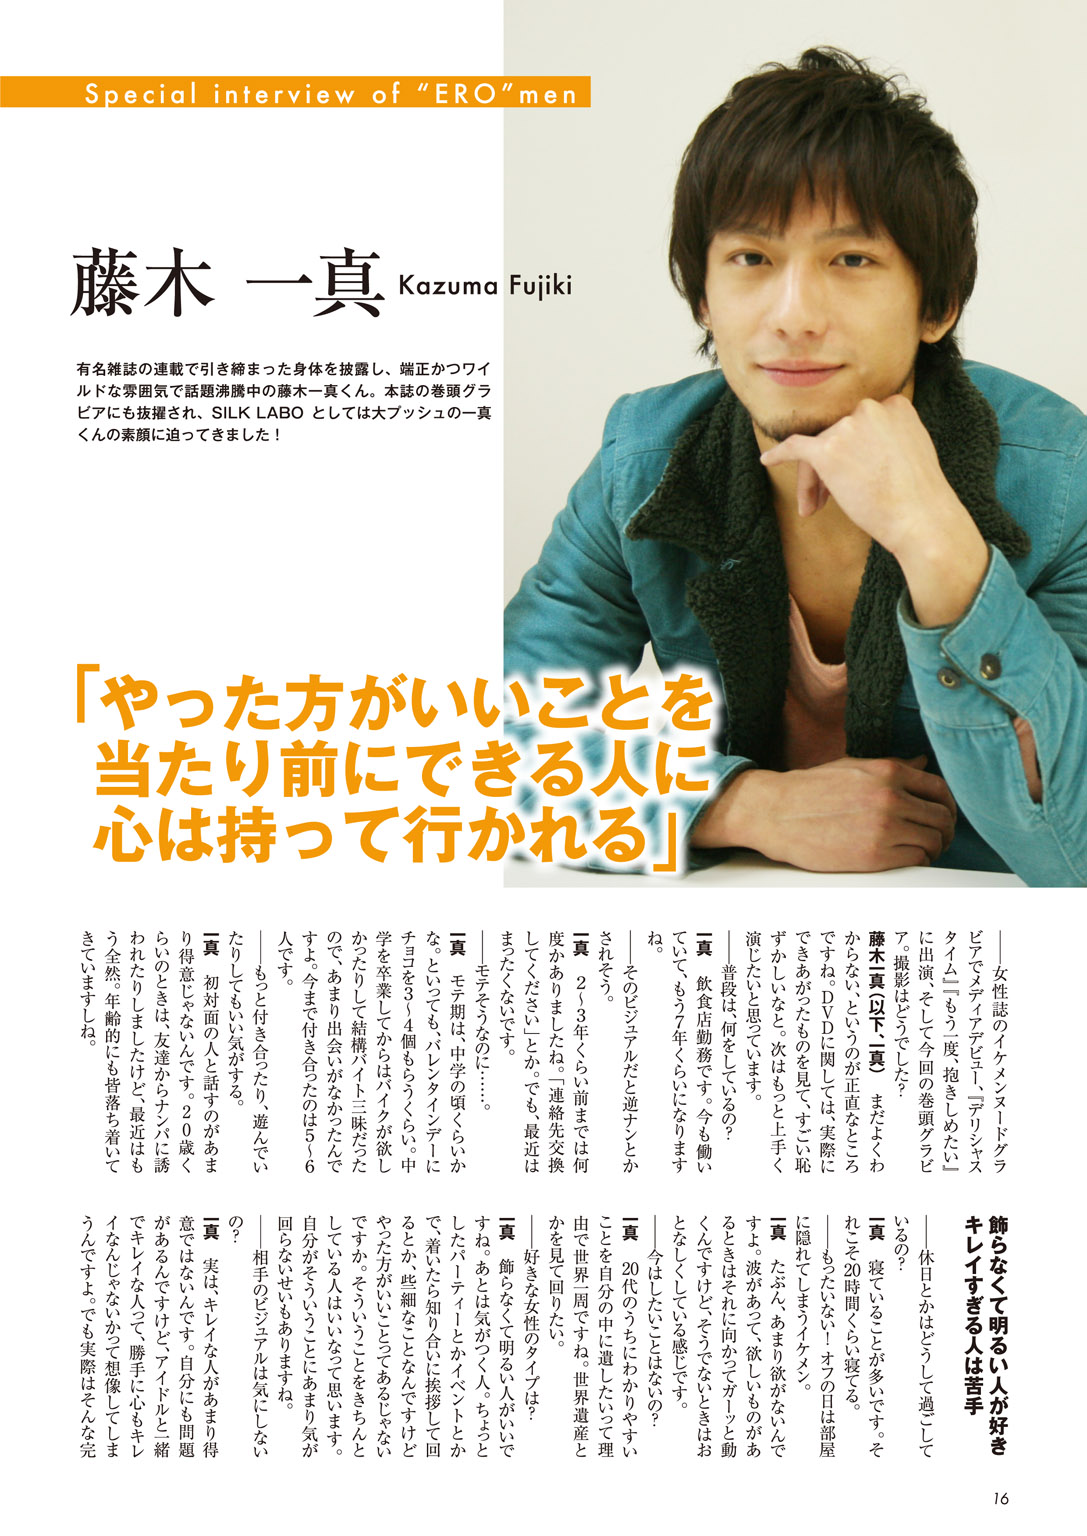 Special interview of “ERO”men
藤木 一真 Kazuma Fujiki
有名雑誌の連載で引き締まった身体を披露し、端正かつワイ
ルドな雰囲気で話題沸騰中の藤木一真くん。本誌の巻頭グラ
ビアにも抜擢され、SILK LABO としては大プッシュの一真
くんの素顔に迫ってきました！
「やった方がいいことを
当たり前にできる人に
心は持って行かれる」
――女性誌のイケメンヌードグラ
ビアでメディアデビュー、『デリシャス
タイム』『もう一度、抱きしめたい』
に出演、そして今回の巻頭グラビ
ア。撮影はどうでした？
藤木一真（以下、一真）　まだよくわ
からない、というのが正直なところ
ですね。DVDに関しては、実際に
できあがったものを見て、すごい恥
ずかしいなと。次はもっと上手く
演じたいと思っています。
――普段は、何をしているの？
一真　飲食店勤務です。今も働い
ていて、もう7年くらいになります
ね。
――そのビジュアルだと逆ナンとか
されそう。
一真　2〜3年くらい前までは何
度かありましたね。「連絡先交換
してください」とか。でも、最近は
まったくないです。
――モテそうなのに……。
一真　モテ期は、中学の頃くらいか
な。といっても、バレンタインデーに
チョコを3〜4個もらうくらい。中
学を卒業してからはバイクが欲し
かったりして結構バイト三昧だった
ので、あまり出会いがなかったんで
すよ。今まで付き合ったのは5〜6
人です。
――もっと付き合ったり、遊んでい
たりしてもいい気がする。
一真　初対面の人と話すのがあま
り得意じゃないんです。20歳く
らいのときは、友達からナンパに誘
われたりしましたけど、最近はも
う全然。年齢的にも皆落ち着いて
きていますしね。
飾らなくて明るい人が好き
キレイすぎる人は苦手
――休日とかはどうして過ごして
いるの？
一真　寝ていることが多いです。そ
れこそ20時間くらい寝てる。
――もったいない！オフの日は部屋
に隠れてしまうイケメン。
一真　たぶん、あまり欲がないんで
すよ。波があって、欲しいものがあ
るときはそれに向かってガーッと動
くんですけど、そうでないときはお
となしくしている感じです。
――今はしたいことはないの？
一真　20代のうちにわかりやすい
ことを自分の中に遺したいって理
由で世界一周ですね。世界遺産と
かを見て回りたい。
――好きな女性のタイプは？
一真　飾らなくて明るい人がいいで
すね。あとは気がつく人。ちょっと
したパーティーとかイベントとか
で、着いたら知り合いに挨拶して回
るとか、些細なことなんですけど
やった方がいいことってあるじゃない
ですか。そういうことをきちんと
している人はいいなって思います。
自分がそういうことにあまり気が
回らないせいもありますね。
――相手のビジュアルは気にしない
の？
一真　実は、キレイな人があまり得
意ではないんです。自分にも問題
があるんですけど、アイドルと一緒
でキレイな人って、勝手に心もキレ
イなんじゃないかって想像してしま
うんですよ。でも実際はそんな完
16